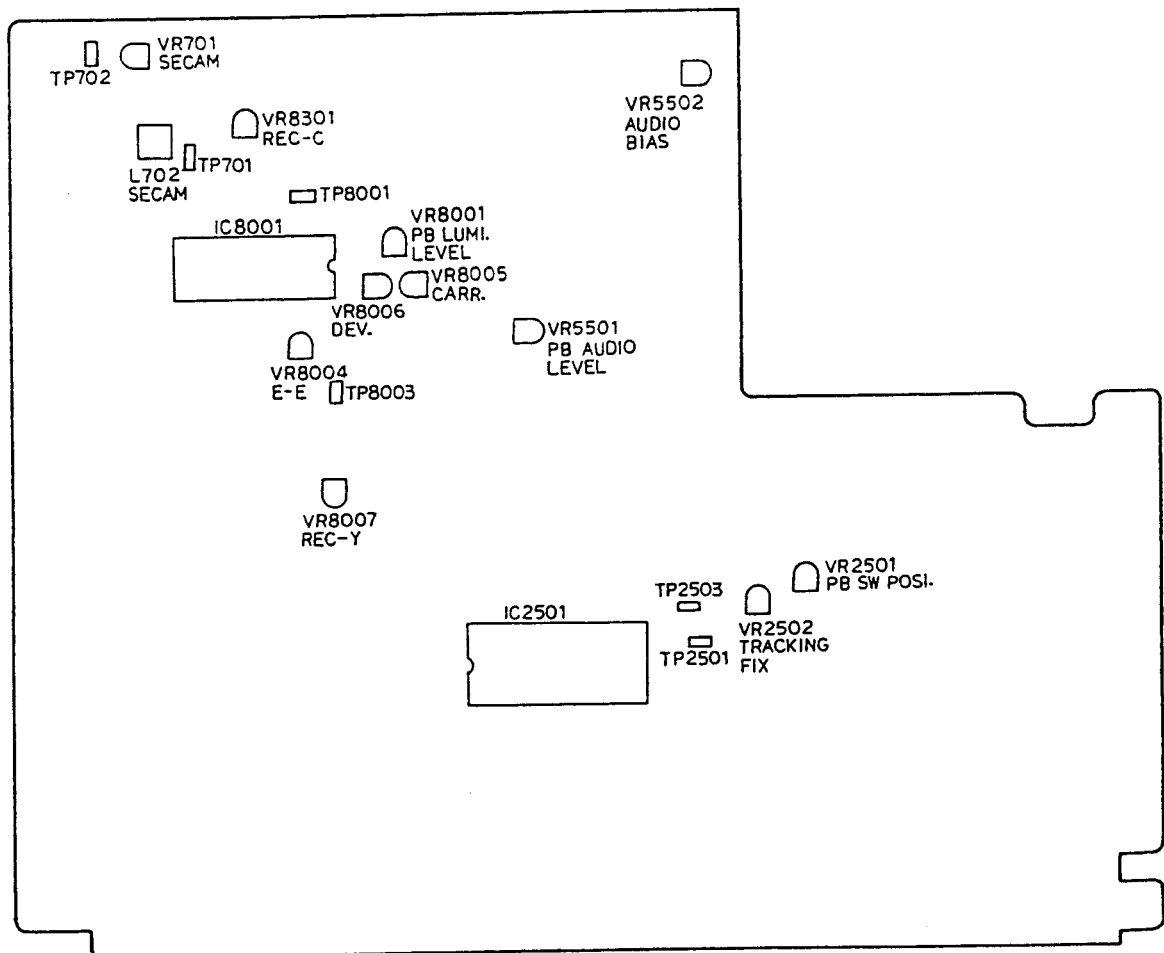 VR701
SECAM
TP702
VR5502
AUDIO
BIAS
VR8301
REC-C
TP701
L702
SECAM
TP8001
IC8001
VR8001
PB LUMI.
LEVEL
VR8005
CARR.
VR8006
DEV.
VR5501
PB AUDIO
LEVEL
VR8004
E-E
TP8003
VR8007
REC-Y
VR2501
PB SW POSI.
TP2503
IC2501
VR2502
TRACKING
FIX
TP2501